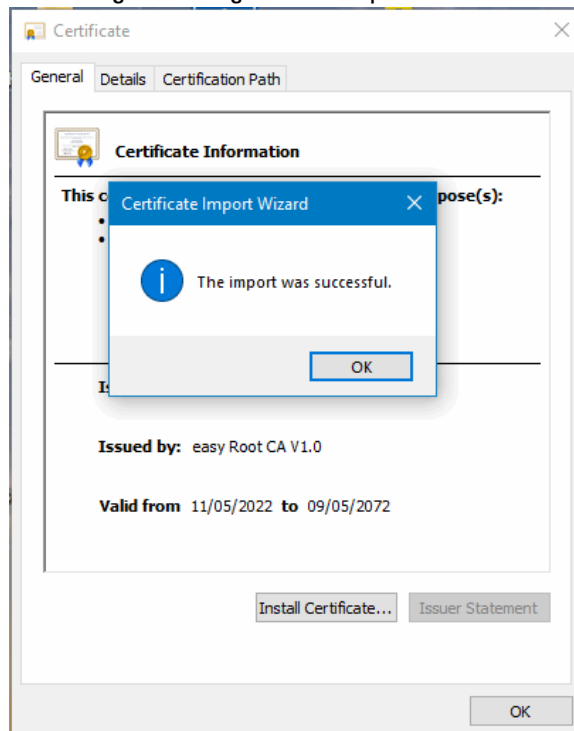 Certificate
General Details Certification Path
Certificate Information
This pose(s):
Certificate Import Wizard
The import was successful.
OK
Issued by: easy Root CA V1.0
Valid from 11/05/2022 to 09/05/2072
Install Certificate... Issuer Statement
OK